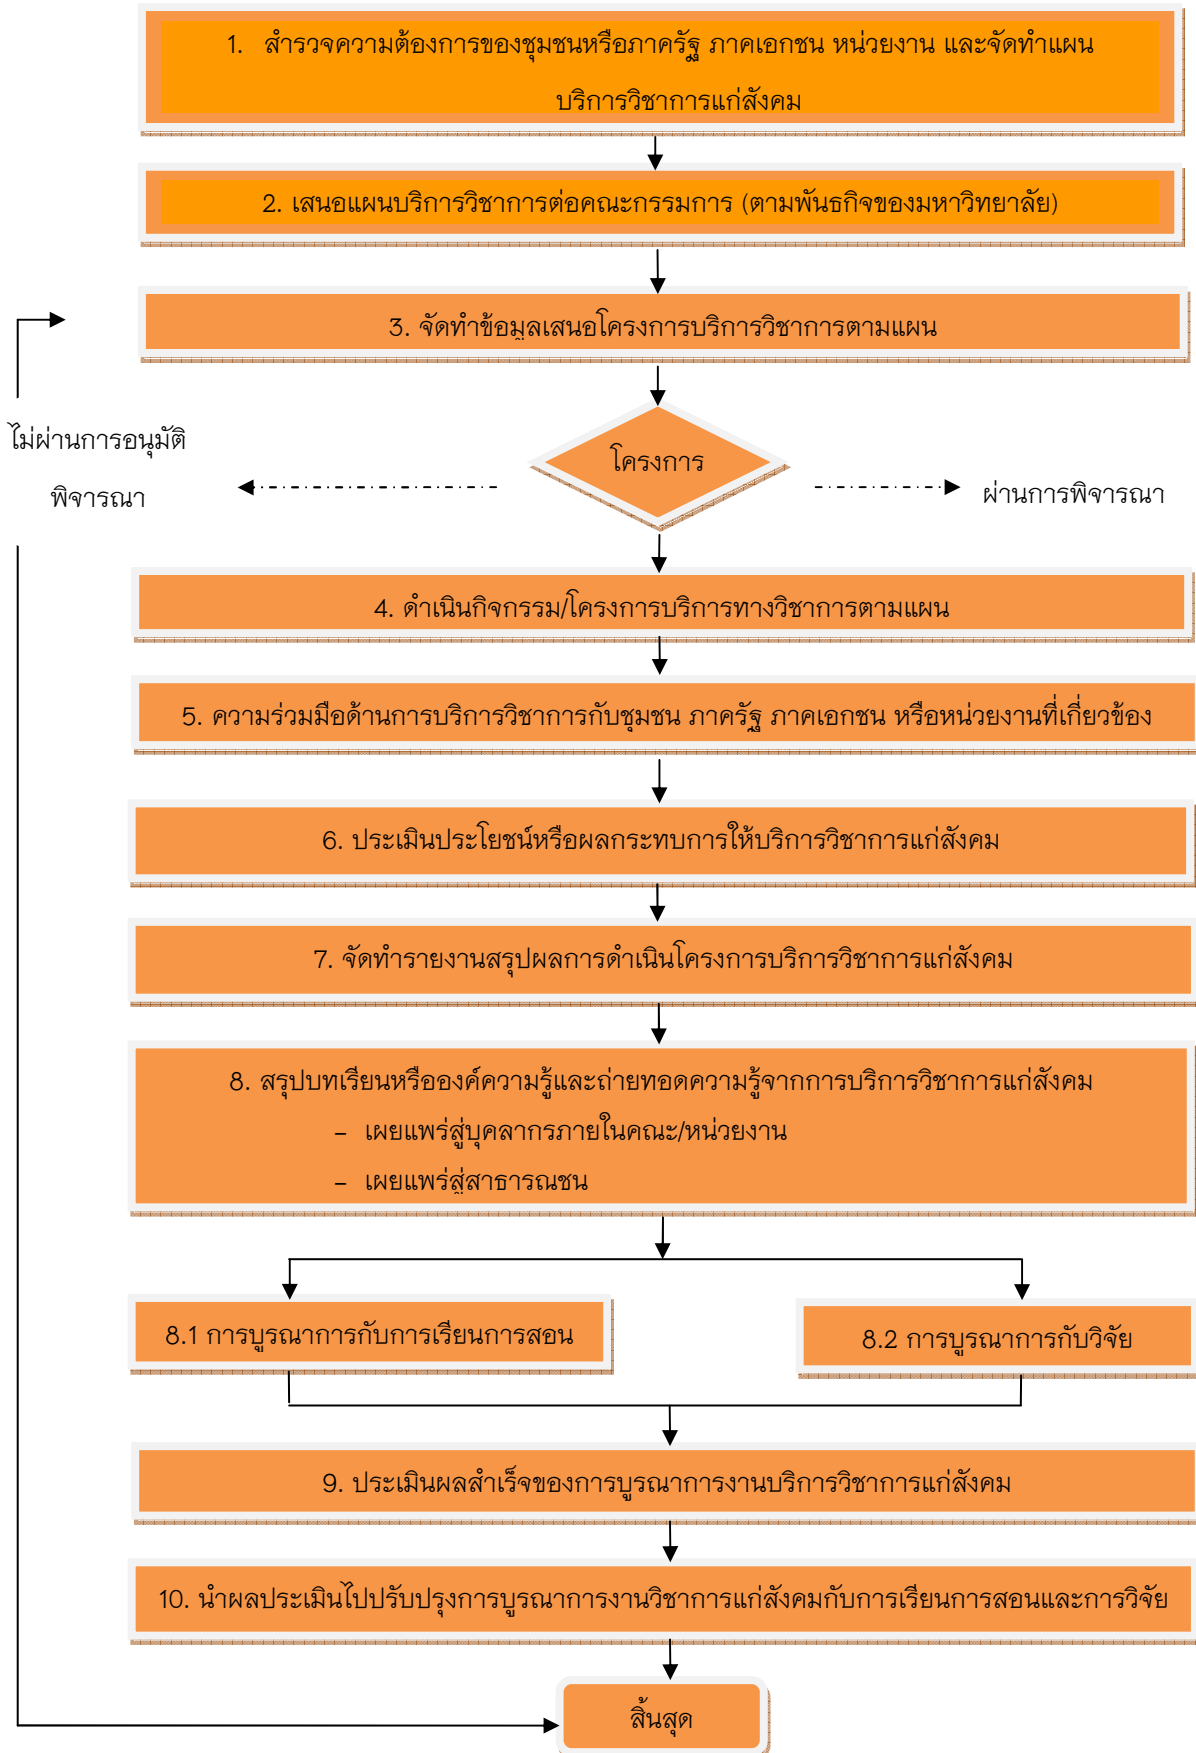 1. สำรวจความต้องการของชุมชนหรือภาครัฐ ภาคเอกชน หน่วยงาน และจัดทำแผน
บริการวิชาการแก่สังคม
2. เสนอแผนบริการวิชาการต่อคณะกรรมการ (ตามพันธกิจของมหาวิทยาลัย)
3. จัดทำข้อมูลเสนอโครงการบริการวิชาการตามแผน
ไม่ผ่านการอนุมัติ
พิจารณา
โครงการ
ผ่านการพิจารณา
4. ดำเนินกิจกรรม/โครงการบริการทางวิชาการตามแผน
5. ความร่วมมือด้านการบริการวิชาการกับชุมชน ภาครัฐ ภาคเอกชน หรือหน่วยงานที่เกี่ยวข้อง
6. ประเมินประโยชน์หรือผลกระทบการให้บริการวิชาการแก่สังคม
7. จัดทำรายงานสรุปผลการดำเนินโครงการบริการวิชาการแก่สังคม
8. สรุปบทเรียนหรือองค์ความรู้และถ่ายทอดความรู้จากการบริการวิชาการแก่สังคม
– เผยแพร่สู่บุคลากรภายในคณะ/หน่วยงาน
– เผยแพร่สู่สาธารณชน
8.1 การบูรณาการกับการเรียนการสอน
8.2 การบูรณาการกับวิจัย
9. ประเมินผลสำเร็จของการบูรณาการงานบริการวิชาการแก่สังคม
10. นำผลประเมินไปปรับปรุงการบูรณาการงานวิชาการแก่สังคมกับการเรียนการสอนและการวิจัย
สิ้นสุด